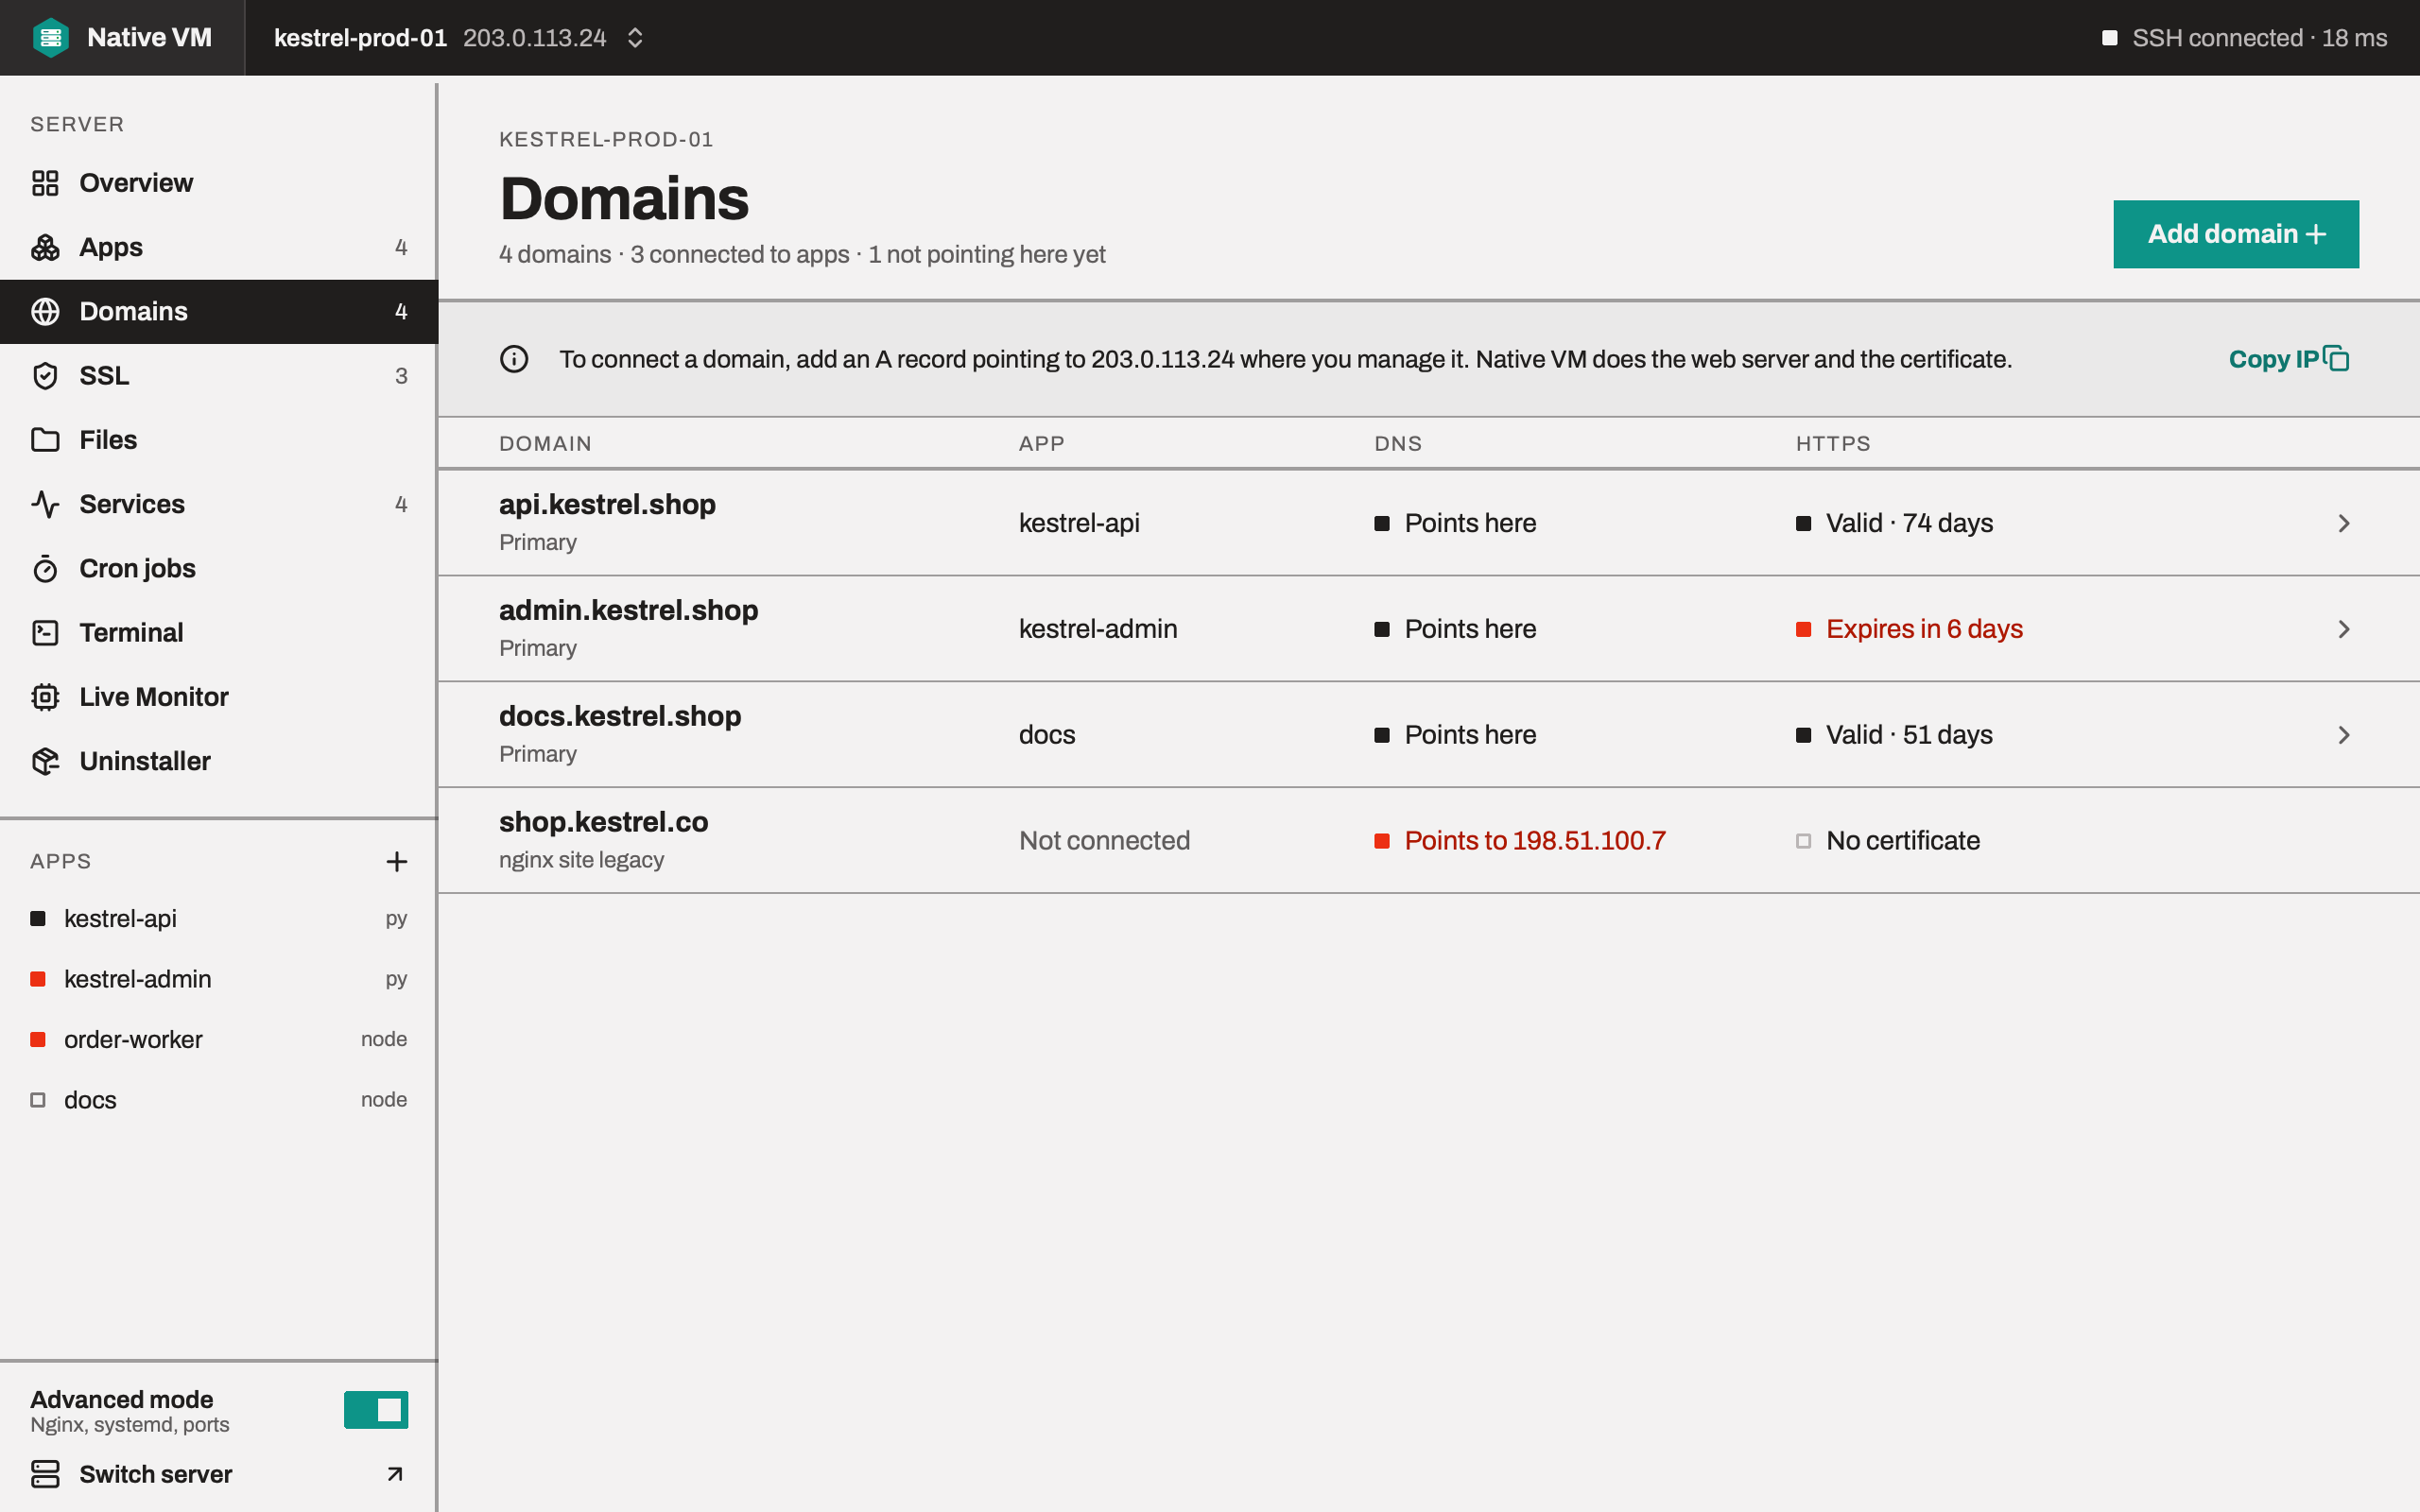 Native VM
kestrel-prod-01 203.0.113.24
SSH connected · 18 ms
SERVER
Overview
Apps 4
Domains 4
SSL 3
Files
Services 4
Cron jobs
Terminal
Live Monitor
Uninstaller
APPS
kestrel-api py
kestrel-admin py
order-worker node
docs node
Advanced mode
Nginx, systemd, ports
Switch server
KESTREL-PROD-01
Domains
4 domains · 3 connected to apps · 1 not pointing here yet
Add domain
To connect a domain, add an A record pointing to 203.0.113.24 where you manage it. Native VM does the web server and the certificate.
Copy IP
DOMAIN APP DNS HTTPS
api.kestrel.shop
Primary
kestrel-api Points here Valid · 74 days
admin.kestrel.shop
Primary
kestrel-admin Points here Expires in 6 days
docs.kestrel.shop
Primary
docs Points here Valid · 51 days
shop.kestrel.co
nginx site legacy
Not connected Points to 198.51.100.7 No certificate